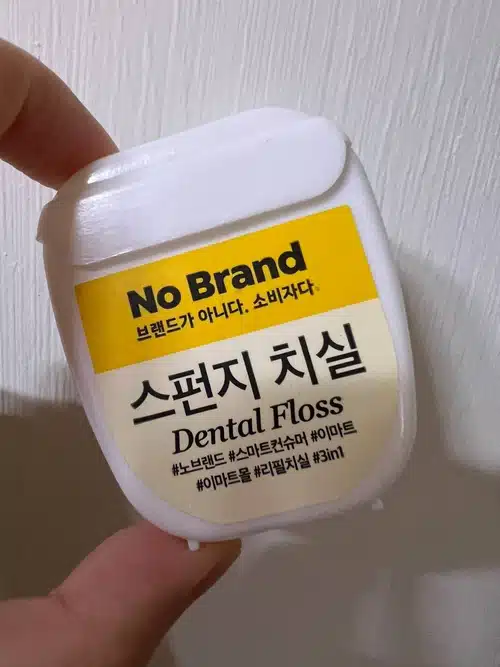 No Brand
브랜드가 아니다. 소비자다.
스펀지 치실
Dental Floss
#노브랜드 #스마트컨슈머 #이마트
#이마트몰 #리필치실 #3in1